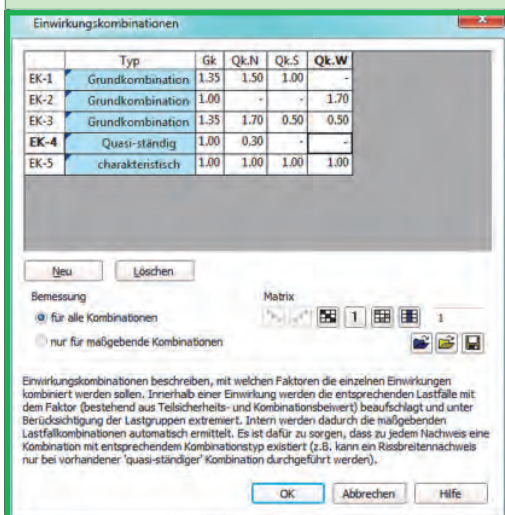 Einwirkungskombinationen
Typ Gk Qk.N Qk.S Qk.W
EK-1 Grundkombination 1.35 1.50 1.00 -
EK-2 Grundkombination 1.00 - - 1.70
EK-3 Grundkombination 1.35 1.70 0.50 0.50
EK-4 Quasi-ständig 1.00 0.30 - -
EK-5 charakteristisch 1.00 1.00 1.00 1.00
Neu Löschen
Bemessung Matrix
für alle Kombinationen 1 1
nur für maßgebende Kombinationen
Einwirkungskombinationen beschreiben, mit welchen Faktoren die einzelnen Einwirkungen
kombiniert werden sollen. Innerhalb einer Einwirkung werden die entsprechenden Lastfälle mit
dem Faktor (bestehend aus Teilsicherheits- und Kombinationsbeiwert) beaufschlagt und unter
Berücksichtigung der Lastgruppen extremiert. Intern werden dadurch die maßgebenden
Lastfallkombinationen automatisch ermittelt. Es ist dafür zu sorgen, dass zu jedem Nachweis eine
Kombination mit entsprechendem Kombinationstyp existiert (z.B. kann ein Rissbreitennachweis
nur bei vorhandener 'quasi-ständiger' Kombination durchgeführt werden).
OK Abbrechen Hilfe